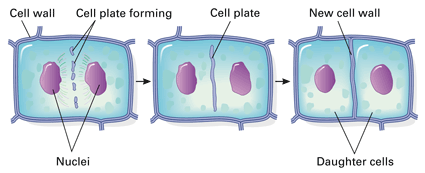 Cell wall
Cell plate forming
Cell plate
New cell wall
Nuclei
Daughter cells